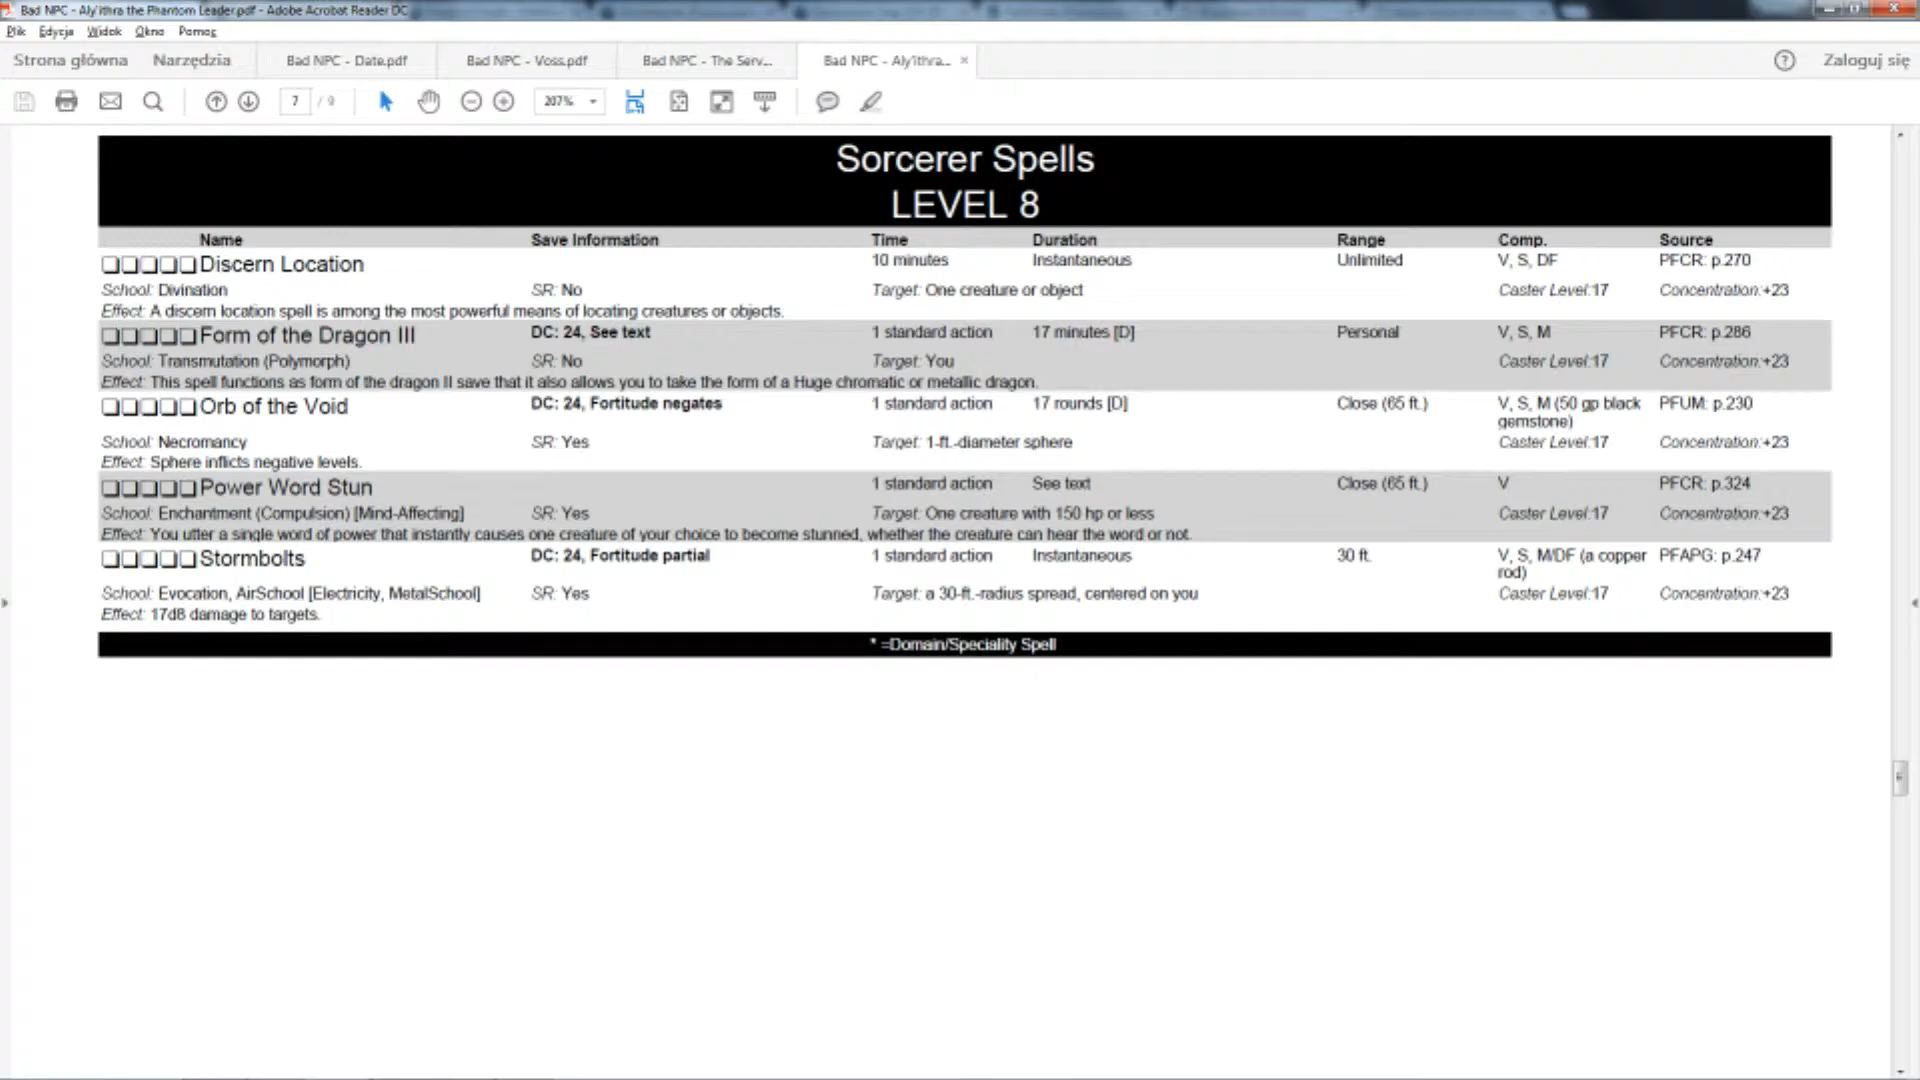 Bad NPC - Aly'ithra the Phantom Leader.pdf - Adobe Acrobat Reader DC
Plik Edycja Widok Okno Pomoc
Strona główna Narzędzia Bad NPC - Date.pdf Bad NPC - Voss.pdf Bad NPC - The Serv... Bad NPC - Aly'ithra... × Zaloguj się
7 / 9 207%
Sorcerer Spells
LEVEL 8
Name Save Information Time Duration Range Comp. Source
Discern Location 10 minutes Instantaneous Unlimited V, S, DF PFCR: p.270
School: Divination SR: No Target: One creature or object Caster Level:17 Concentration:+23
Effect: A discern location spell is among the most powerful means of locating creatures or objects.
Form of the Dragon III DC: 24, See text 1 standard action 17 minutes [D] Personal V, S, M PFCR: p.286
School: Transmutation (Polymorph) SR: No Target: You Caster Level:17 Concentration:+23
Effect: This spell functions as form of the dragon II save that it also allows you to take the form of a Huge chromatic or metallic dragon.
Orb of the Void DC: 24, Fortitude negates 1 standard action 17 rounds [D] Close (65 ft.) V, S, M (50 gp black PFUM: p.230
gemstone)
School: Necromancy SR: Yes Target: 1-ft.-diameter sphere Caster Level:17 Concentration:+23
Effect: Sphere inflicts negative levels.
Power Word Stun 1 standard action See text Close (65 ft.) V PFCR: p.324
School: Enchantment (Compulsion) [Mind-Affecting] SR: Yes Target: One creature with 150 hp or less Caster Level:17 Concentration:+23
Effect: You utter a single word of power that instantly causes one creature of your choice to become stunned, whether the creature can hear the word or not.
Stormbolts DC: 24, Fortitude partial 1 standard action Instantaneous 30 ft. V, S, M/DF (a copper PFAPG: p.247
rod)
School: Evocation, AirSchool [Electricity, MetalSchool] SR: Yes Target: a 30-ft.-radius spread, centered on you Caster Level:17 Concentration:+23
Effect: 17d8 damage to targets.
* =Domain/Speciality Spell